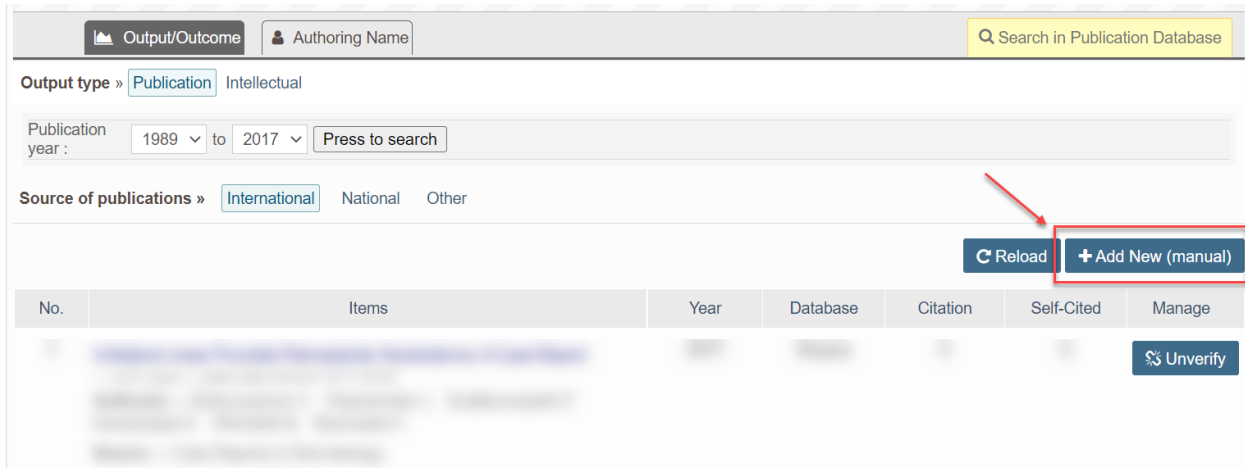 Output/Outcome Authoring Name Search in Publication Database
Output type » Publication Intellectual
Publication year : 1989 to 2017 Press to search
Source of publications » International National Other
Reload Add New (manual)
No. Items Year Database Citation Self-Cited Manage
Unverify